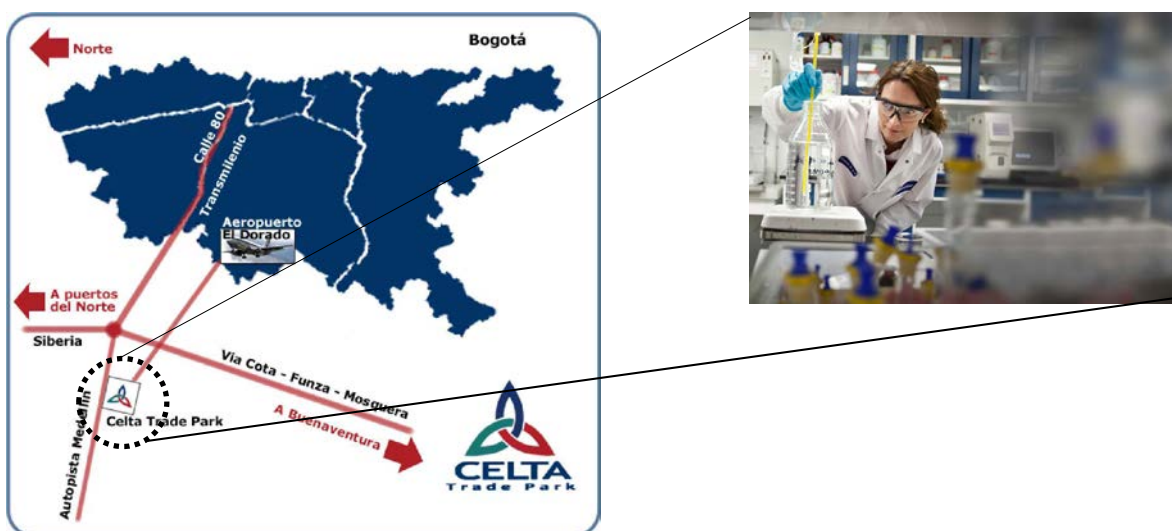 Norte
Bogotá
Calle 80
Transmilenio
Aeropuerto
El Dorado
A puertos
del Norte
Siberia
Vía Cota - Funza - Mosquera
A Buenaventura
Autopista Medellín
Celta Trade Park
CELTA
Trade Park